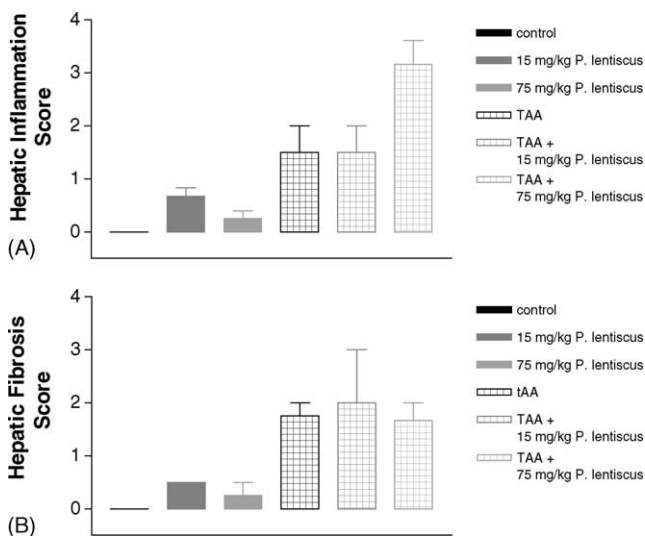 4
3
2
1
0
Hepatic Inflammation
Score
(A)
control
15 mg/kg P. lentiscus
75 mg/kg P. lentiscus
TAA
TAA +
15 mg/kg P. lentiscus
TAA +
75 mg/kg P. lentiscus
4
3
2
1
0
Hepatic Fibrosis
Score
(B)
control
15 mg/kg P. lentiscus
75 mg/kg P. lentiscus
tAA
TAA +
15 mg/kg P. lentiscus
TAA +
75 mg/kg P. lentiscus